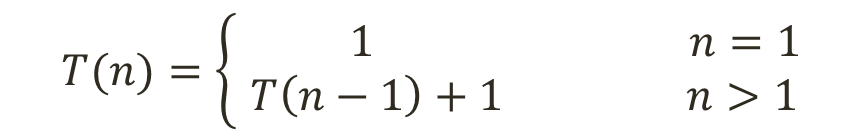 T(n) = { 1 n = 1
T(n − 1) + 1 n > 1